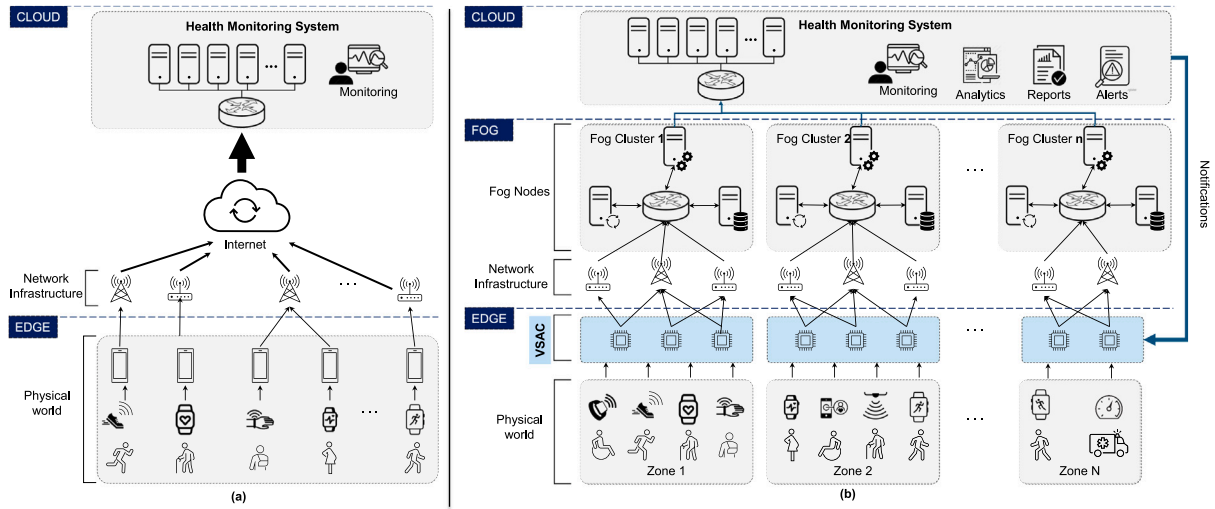 CLOUD
Health Monitoring System
...
Monitoring
Internet
Network
Infrastructure
...
EDGE
Physical
world
...
(a)
CLOUD
Health Monitoring System
...
Monitoring
Analytics
Reports
Alerts
FOG
Fog Cluster 1
Fog Cluster 2
Fog Cluster n
Fog Nodes
...
Notifications
Network
Infrastructure
EDGE
VSAC
...
Physical
world
...
Zone 1
Zone 2
Zone N
(b)